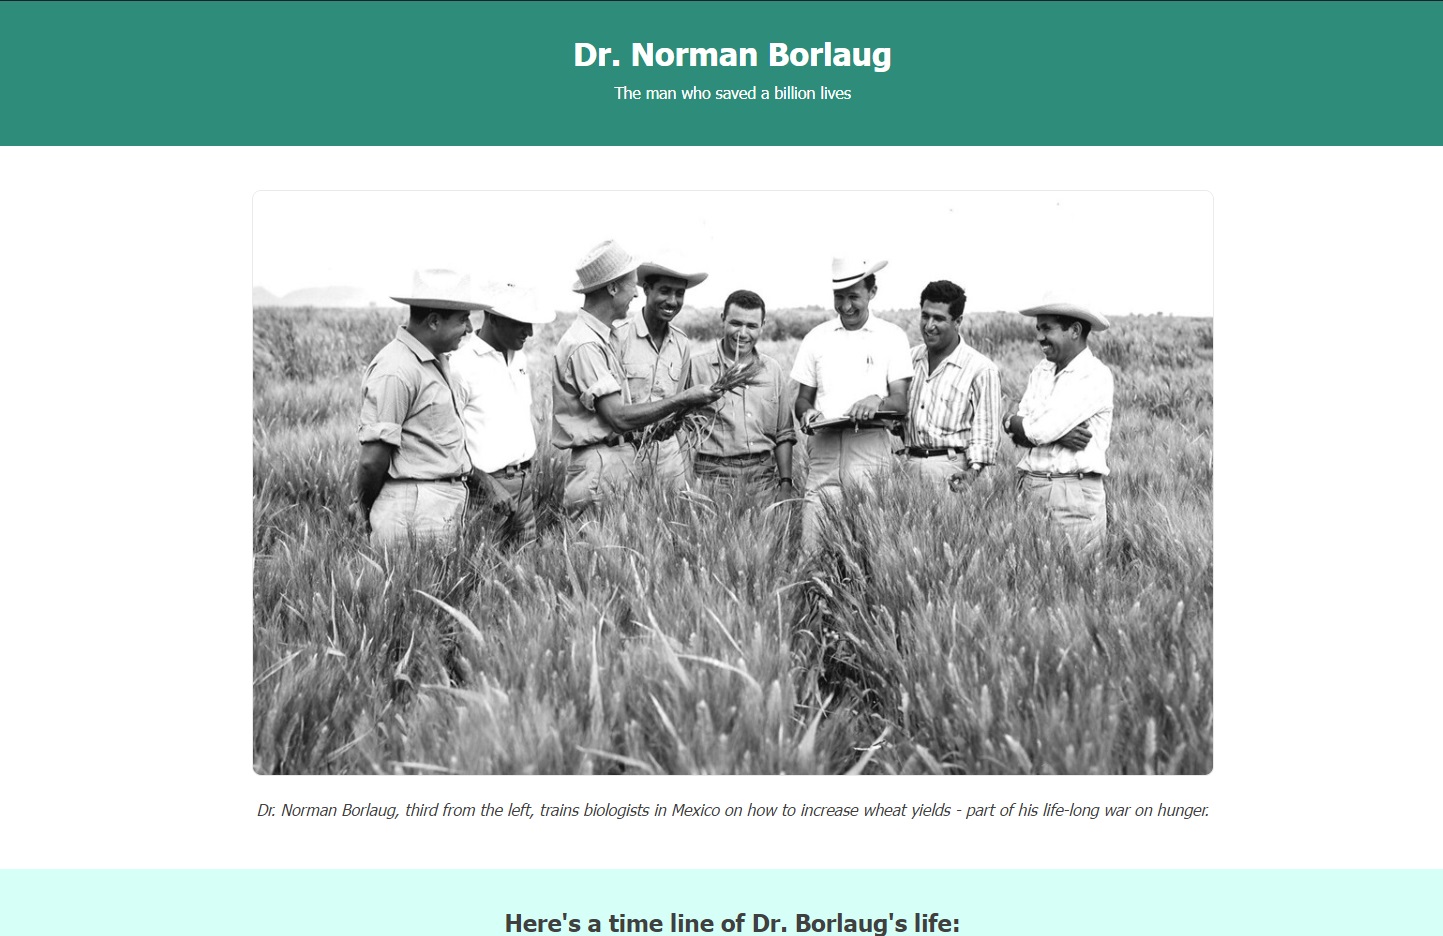 Dr. Norman Borlaug
The man who saved a billion lives
Dr. Norman Borlaug, third from the left, trains biologists in Mexico on how to increase wheat yields - part of his life-long war on hunger.
Here's a time line of Dr. Borlaug's life: